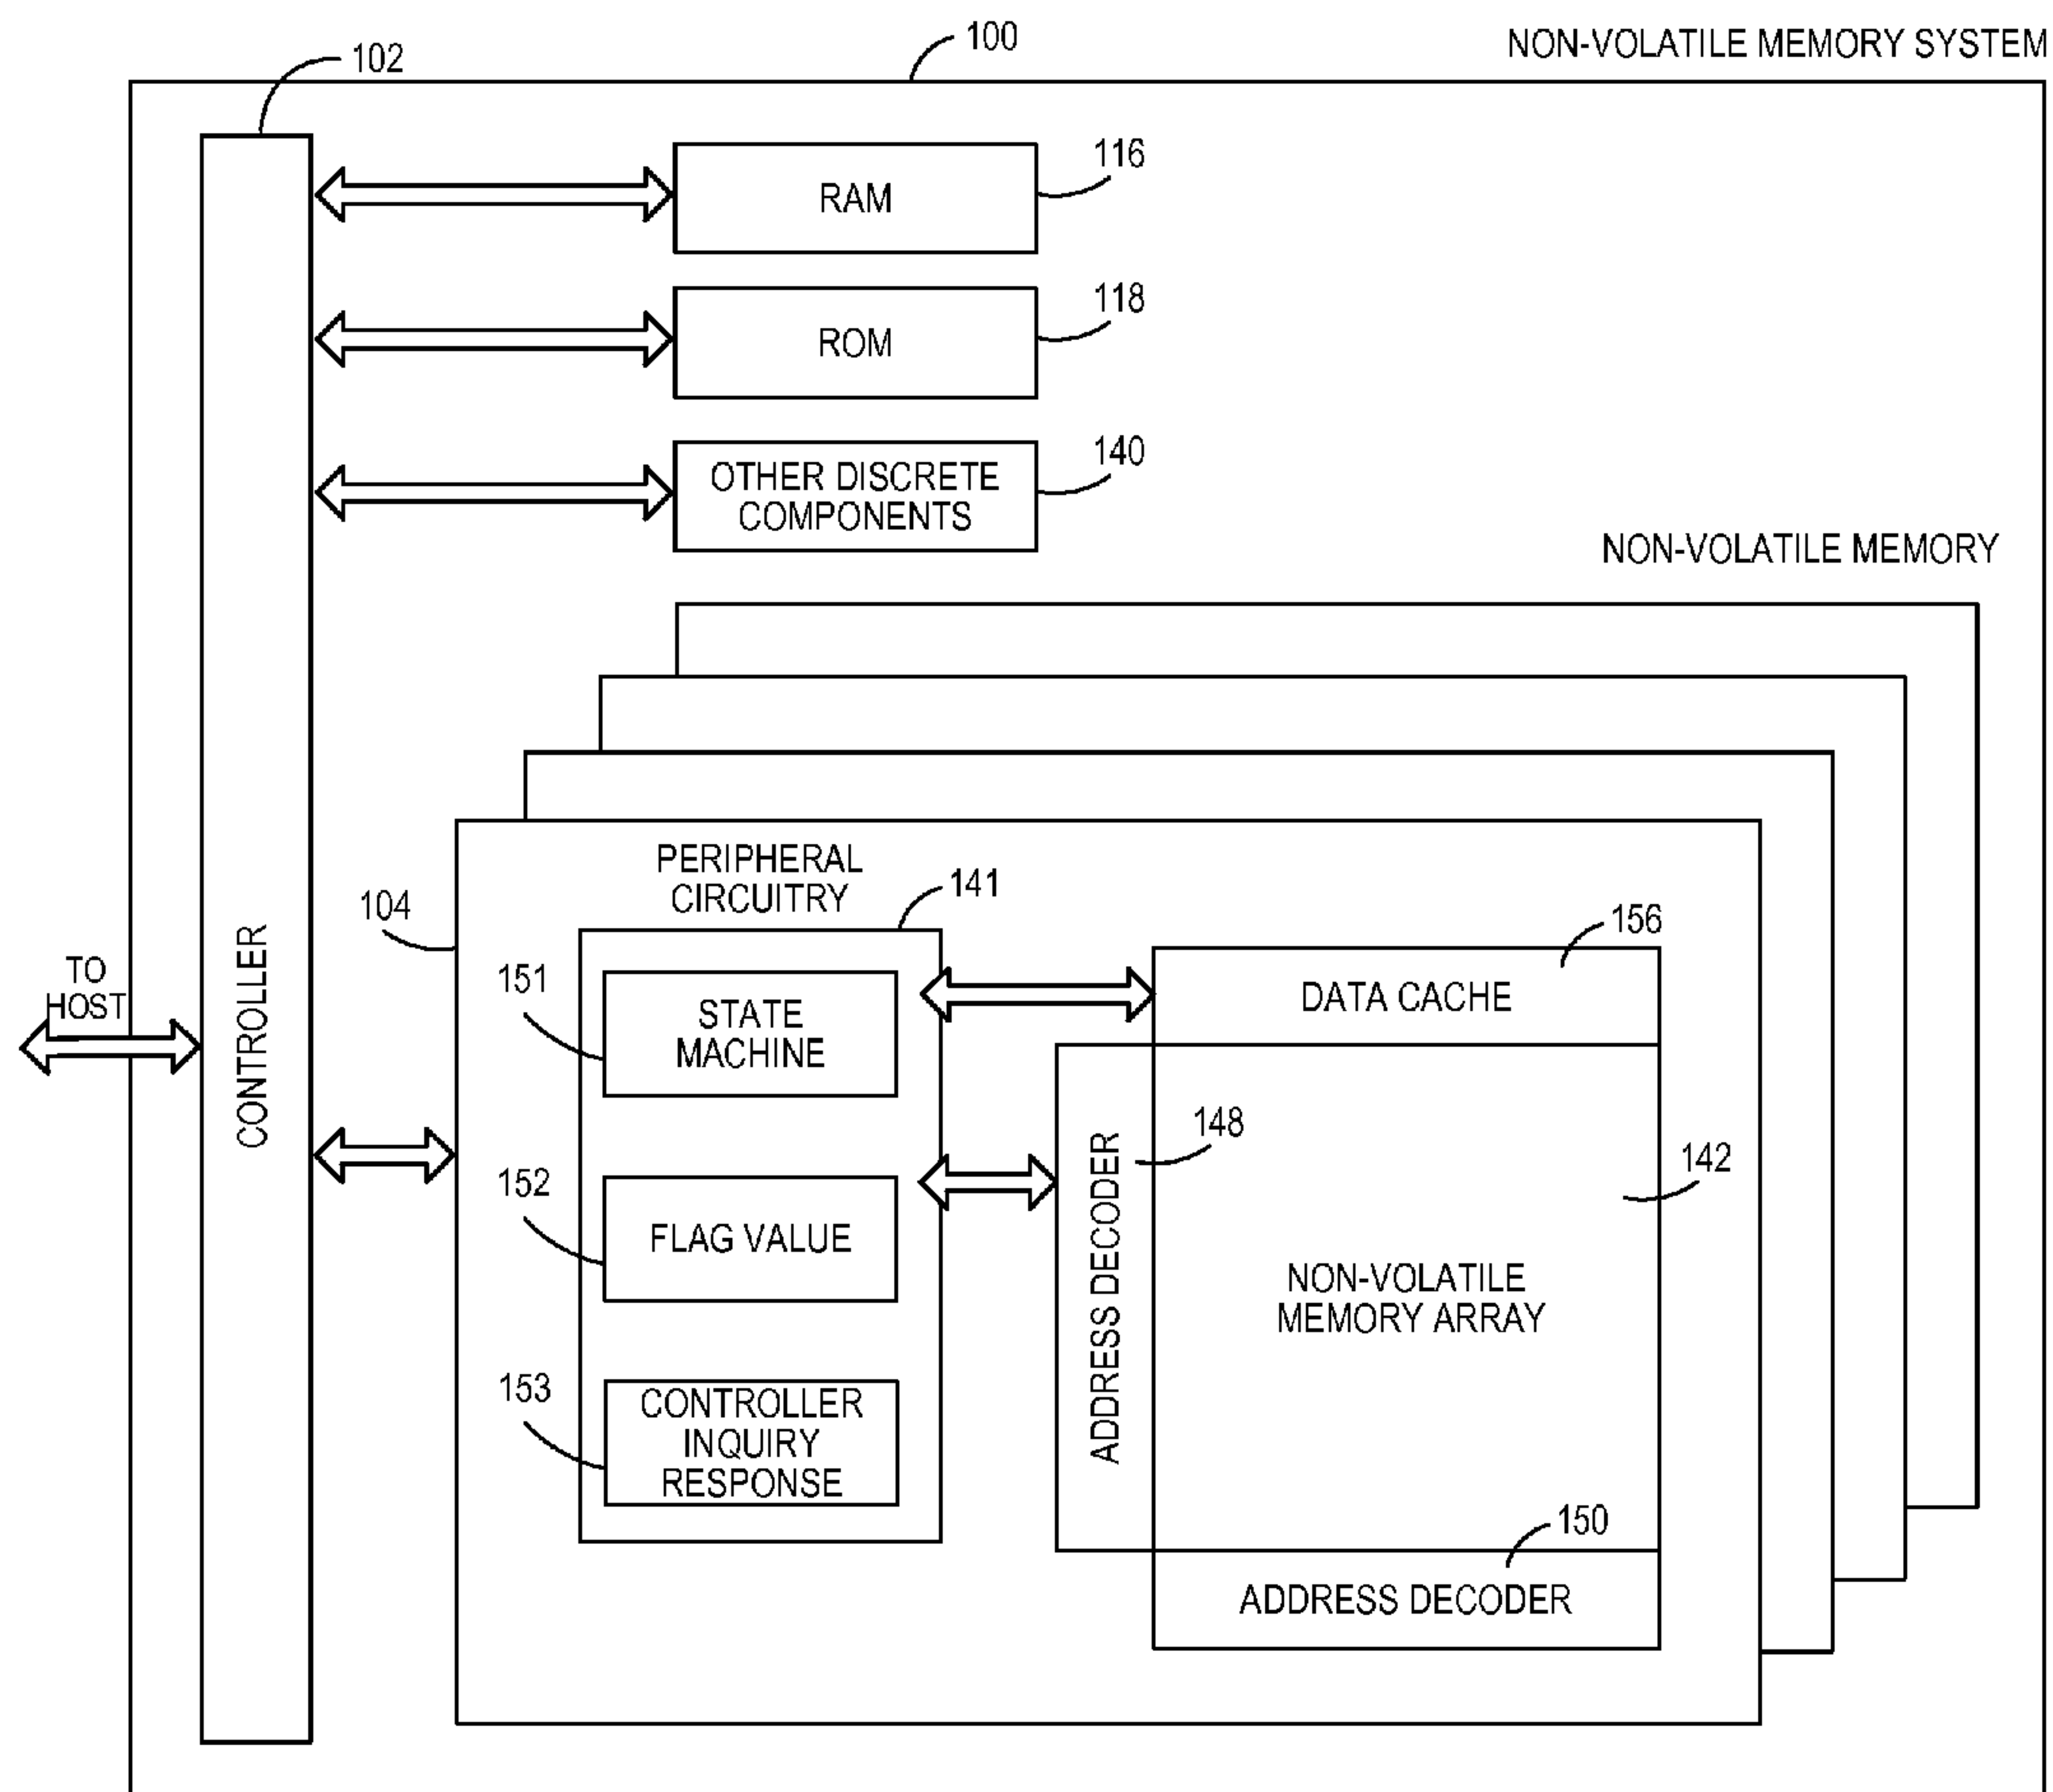 100
NON-VOLATILE MEMORY SYSTEM
102
116
RAM
118
ROM
140
OTHER DISCRETE
COMPONENTS
NON-VOLATILE MEMORY
CONTROLLER
TO
HOST
104
PERIPHERAL
CIRCUITRY
141
151
STATE
MACHINE
152
FLAG VALUE
153
CONTROLLER
INQUIRY
RESPONSE
156
DATA CACHE
ADDRESS DECODER
148
142
NON-VOLATILE
MEMORY ARRAY
150
ADDRESS DECODER